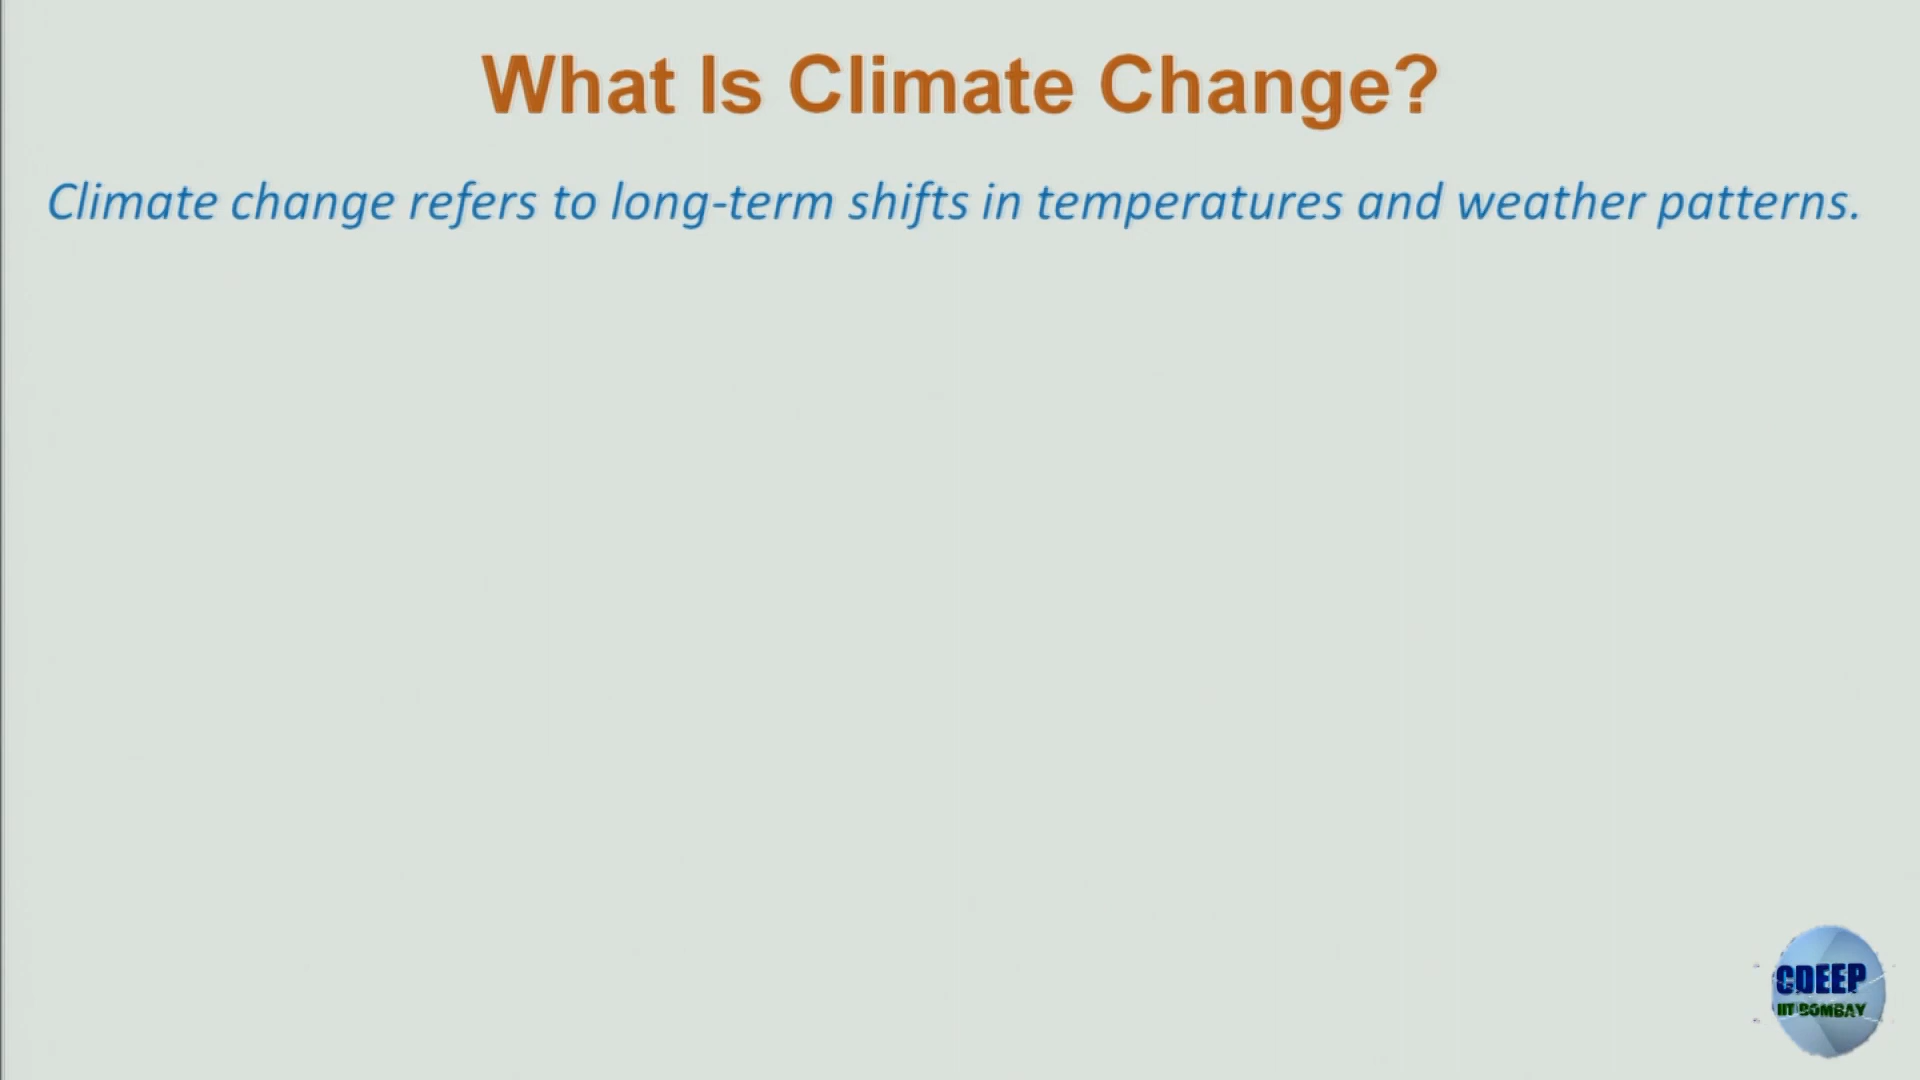 What Is Climate Change?
Climate change refers to long-term shifts in temperatures and weather patterns.
CDEEP
IIT BOMBAY